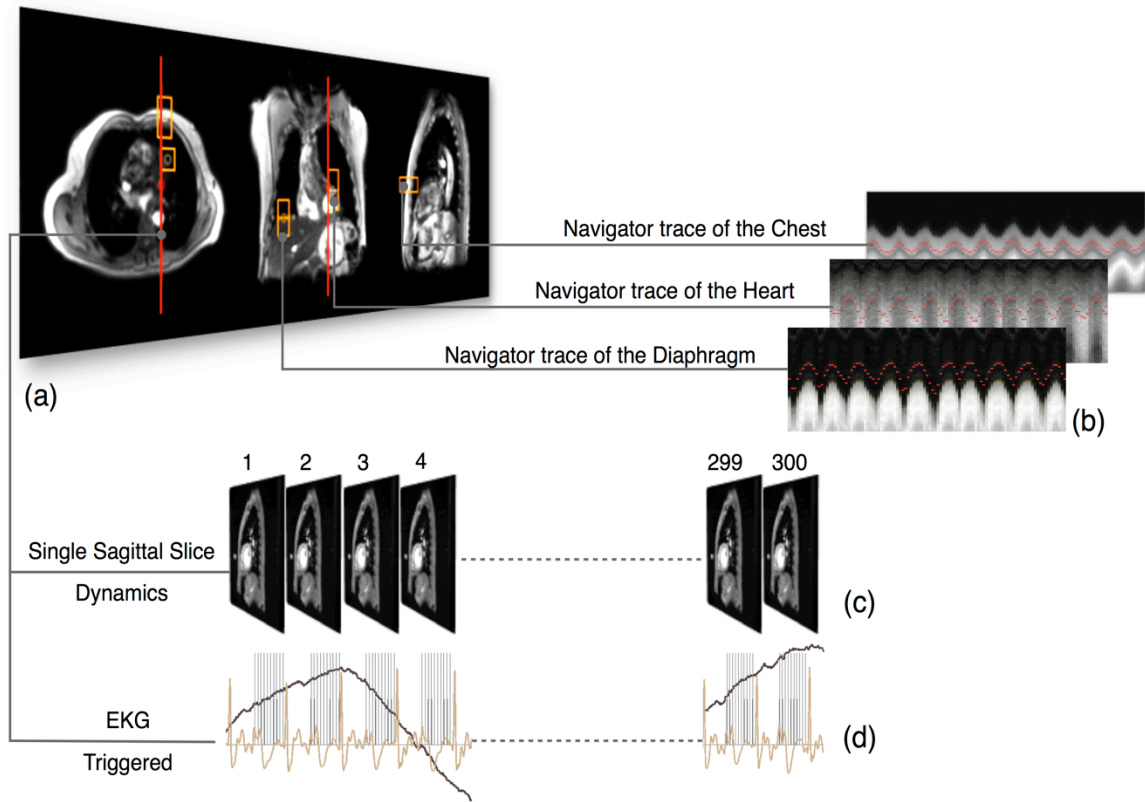 Navigator trace of the Chest
Navigator trace of the Heart
Navigator trace of the Diaphragm
(a)
(b)
1 2 3 4 299 300
Single Sagittal Slice
Dynamics
(c)
EKG
Triggered
(d)